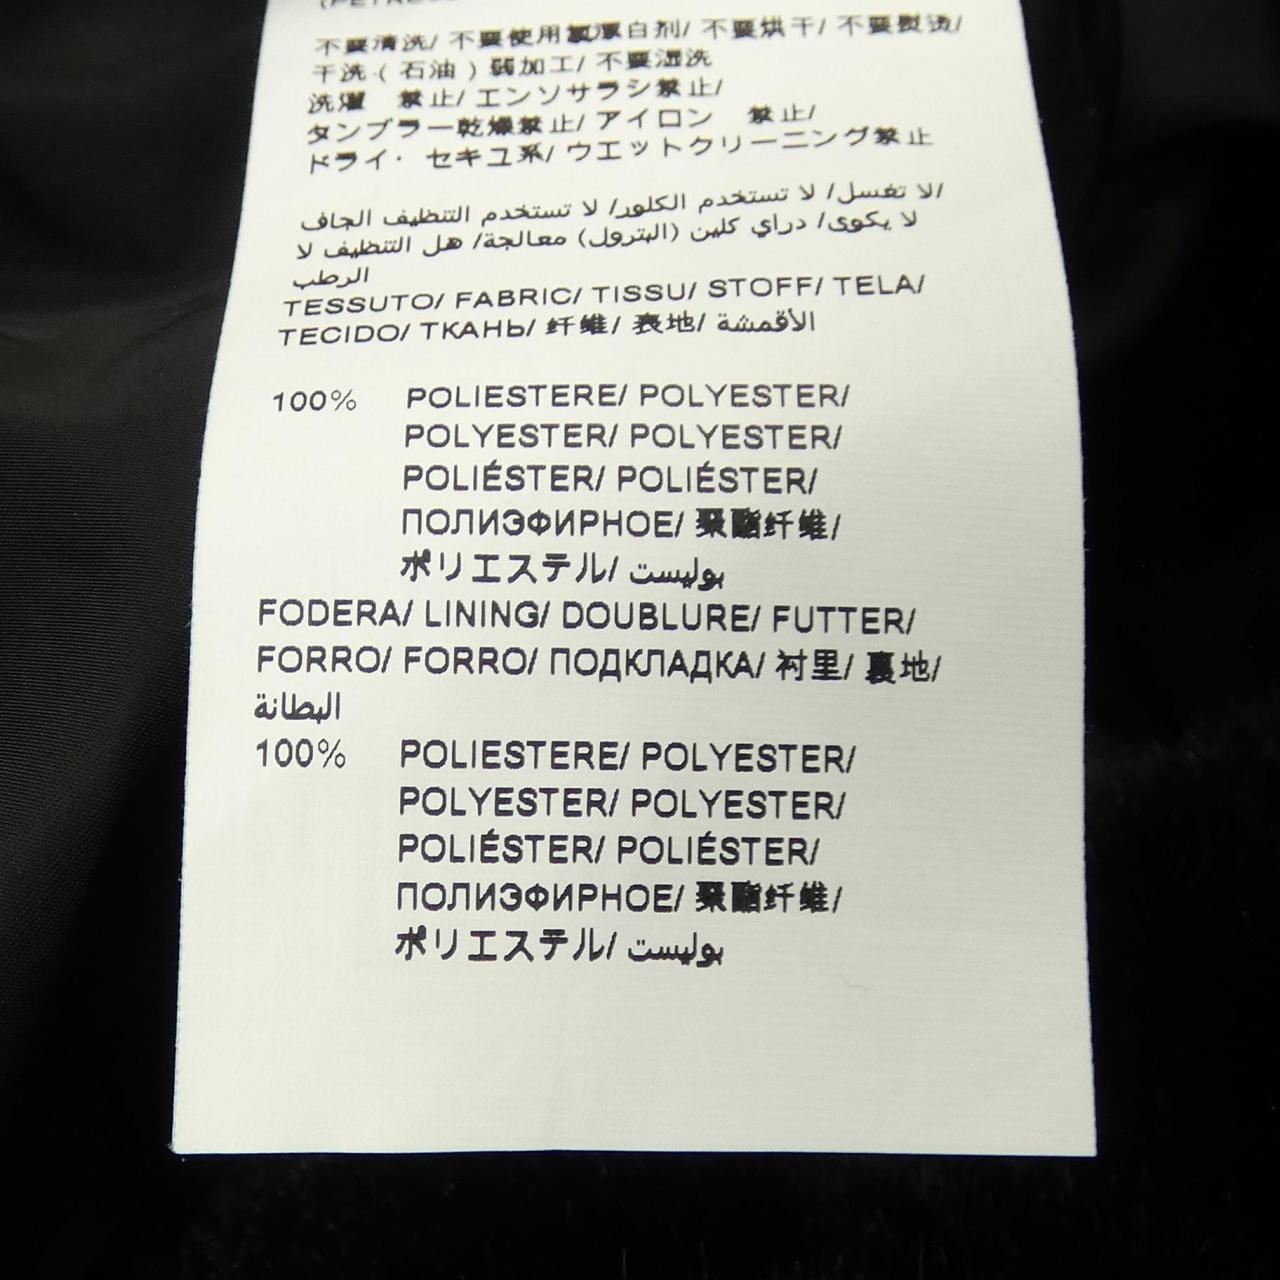 不要清洗/ 不要使用氯漂白剂/ 不要烘干/ 不要熨烫/
干洗 ( 石油 ) 弱加工/ 不要湿洗
洗濯 禁止/ エンソサラシ禁止/
タンブラー乾燥禁止/ アイロン 禁止/
ドライ・ セキユ系/ ウエットクリーニング禁止
لا تغسل/ لا تستخدم الكلور/ لا تستخدم التنظيف الجاف/
لا يكوى/ دراي كلين (البترول) معالجة/ هل التنظيف لا
الرطب
TESSUTO/ FABRIC/ TISSU/ STOFF/ TELA/
TECIDO/ ТКАНЬ/ 纤维/ 表地/ الأقمشة
100% POLIESTERE/ POLYESTER/
POLYESTER/ POLYESTER/
POLIÉSTER/ POLIÉSTER/
ПОЛИЭФИРНОЕ/ 聚酯纤维/
ポリエステル/ بوليست
FODERA/ LINING/ DOUBLURE/ FUTTER/
FORRO/ FORRO/ ПОДКЛАДКА/ 衬里/ 裏地/
البطانة
100% POLIESTERE/ POLYESTER/
POLYESTER/ POLYESTER/
POLIÉSTER/ POLIÉSTER/
ПОЛИЭФИРНОЕ/ 聚酯纤维/
ポリエステル/ بوليست